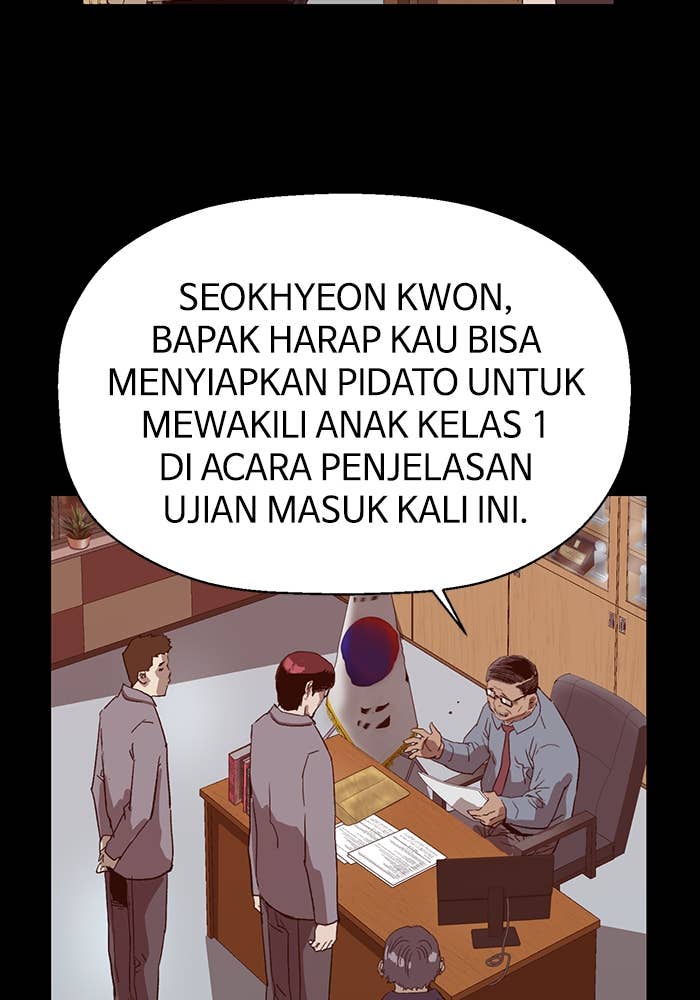 SEOKHYEON KWON,
BAPAK HARAP KAU BISA
MENYIAPKAN PIDATO UNTUK
MEWAKILI ANAK KELAS 1
DI ACARA PENJELASAN
UJIAN MASUK KALI INI.